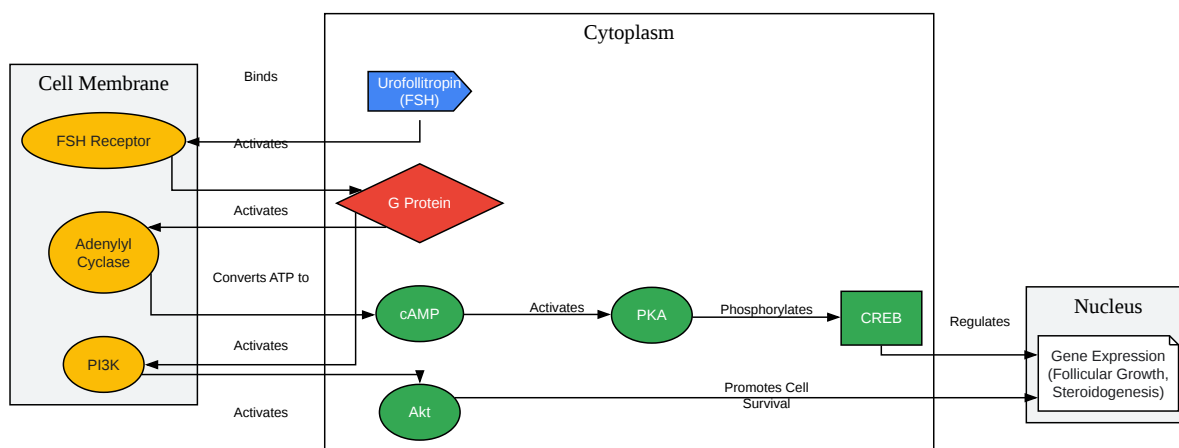 Cytoplasm
Cell Membrane
Binds
Urofollitropin
(FSH)
FSH Receptor
Activates
G Protein
Activates
Adenylyl
Cyclase
Converts ATP to
cAMP
Activates
PKA
Phosphorylates
CREB
Regulates
Nucleus
Gene Expression
(Follicular Growth,
Steroidogenesis)
Activates
PI3K
Activates
Akt
Promotes Cell
Survival